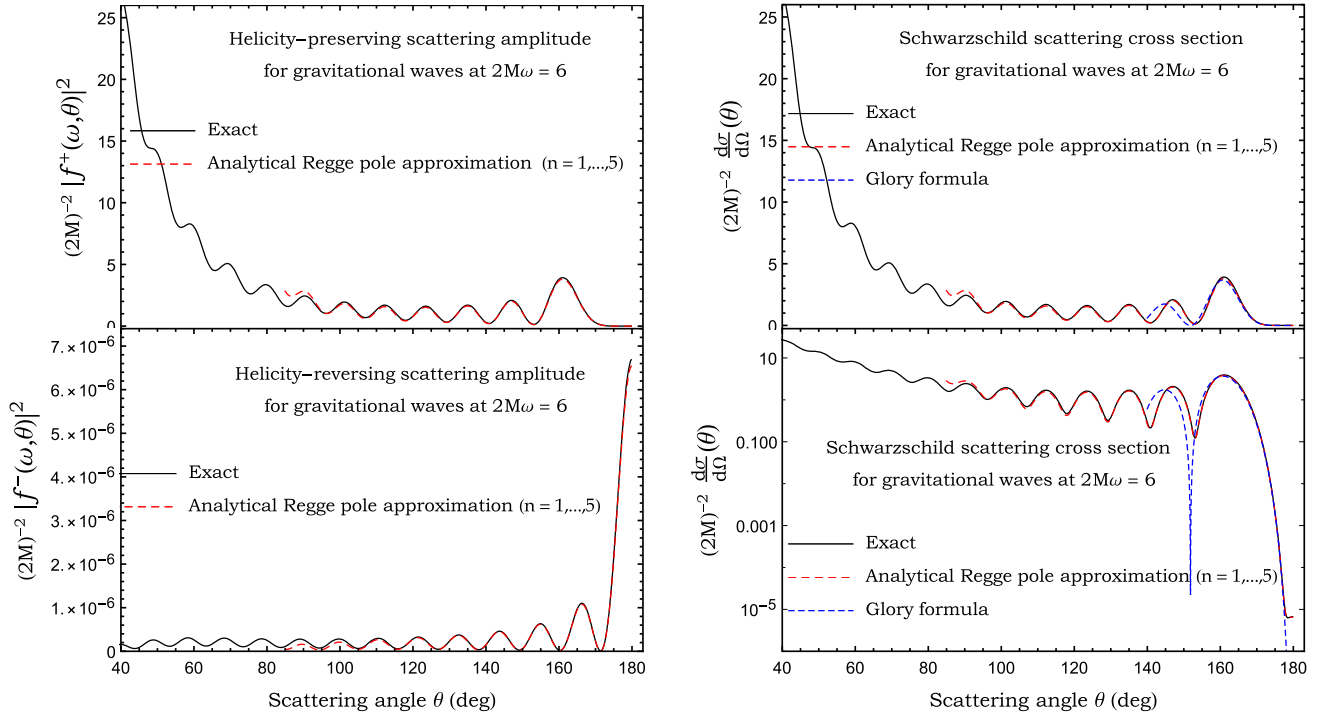 25
20
15
10
5
0
(2M)⁻² |f⁺(ω,θ)|²
Helicity−preserving scattering amplitude
for gravitational waves at 2Mω = 6
Exact
Analytical Regge pole approximation (n = 1,...,5)
7.×10⁻⁶
6.×10⁻⁶
5.×10⁻⁶
4.×10⁻⁶
3.×10⁻⁶
2.×10⁻⁶
1.×10⁻⁶
0
(2M)⁻² |f⁻(ω,θ)|²
Helicity−reversing scattering amplitude
for gravitational waves at 2Mω = 6
Exact
Analytical Regge pole approximation (n = 1,...,5)
40 60 80 100 120 140 160 180
Scattering angle θ (deg)
25
20
15
10
5
0
(2M)⁻² dσ/dΩ(θ)
Schwarzschild scattering cross section
for gravitational waves at 2Mω = 6
Exact
Analytical Regge pole approximation (n = 1,...,5)
Glory formula
10
0.100
0.001
10⁻⁵
(2M)⁻² dσ/dΩ(θ)
Schwarzschild scattering cross section
for gravitational waves at 2Mω = 6
Exact
Analytical Regge pole approximation (n = 1,...,5)
Glory formula
40 60 80 100 120 140 160 180
Scattering angle θ (deg)